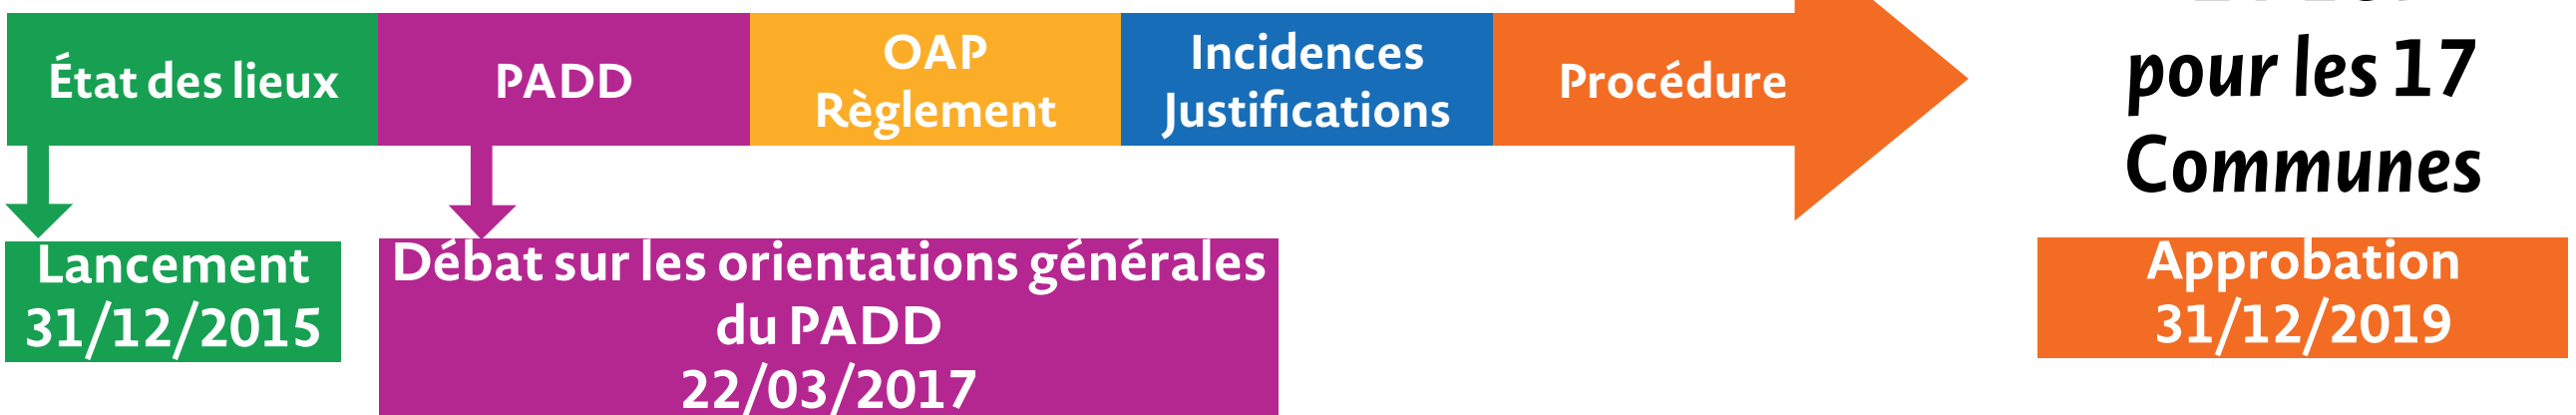 État des lieux
PADD
OAP
Règlement
Incidences
Justifications
Procédure
pour les 17
Communes
Lancement
31/12/2015
Débat sur les orientations générales
du PADD
22/03/2017
Approbation
31/12/2019